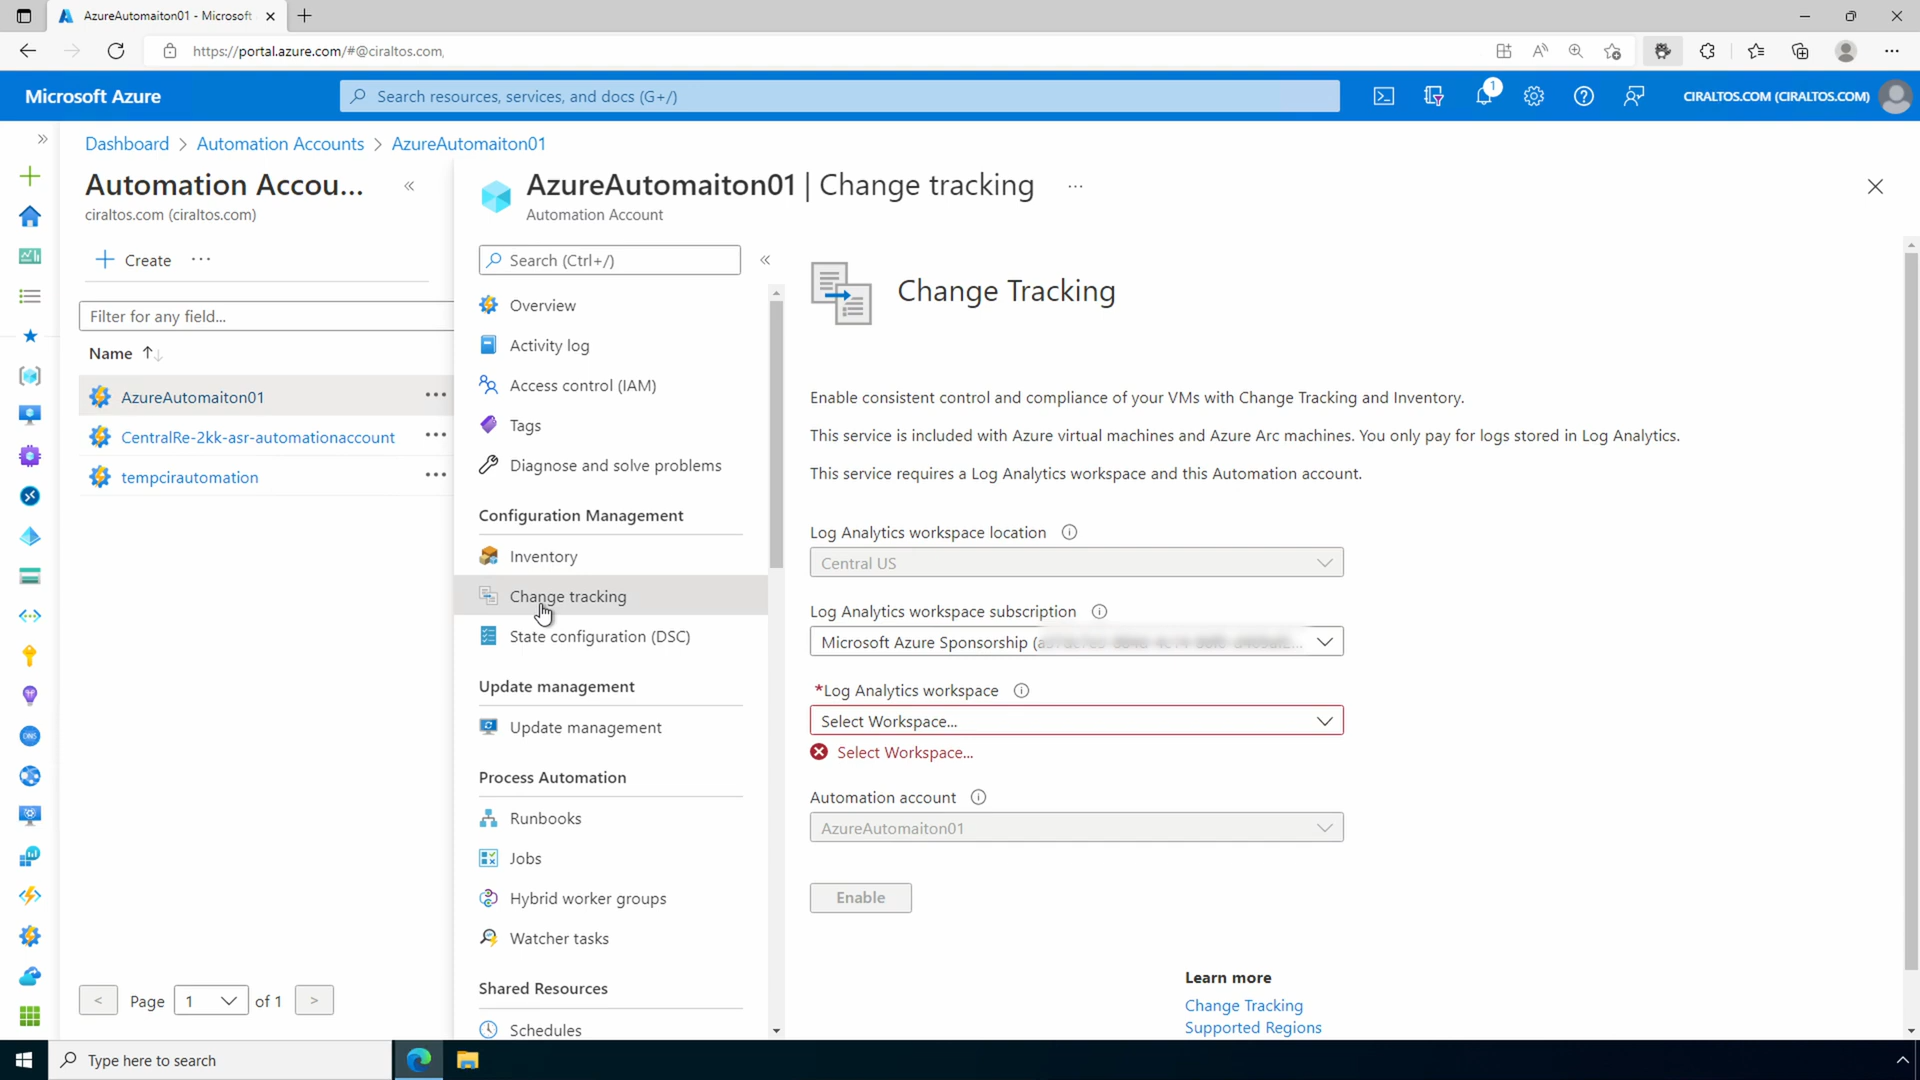 AzureAutomaiton01 - Microsoft
https://portal.azure.com/#@ciraltos.com,
Microsoft Azure
Search resources, services, and docs (G+/)
1
CIRALTOS.COM (CIRALTOS.COM)
Dashboard > Automation Accounts > AzureAutomaiton01
Automation Accou...
ciraltos.com (ciraltos.com)
Create
Filter for any field...
Name
AzureAutomaiton01
CentralRe-2kk-asr-automationaccount
tempcirautomation
< Page 1 of 1 >
AzureAutomaiton01 | Change tracking
Automation Account
Search (Ctrl+/)
Overview
Activity log
Access control (IAM)
Tags
Diagnose and solve problems
Configuration Management
Inventory
Change tracking
State configuration (DSC)
Update management
Update management
Process Automation
Runbooks
Jobs
Hybrid worker groups
Watcher tasks
Shared Resources
Schedules
Change Tracking
Enable consistent control and compliance of your VMs with Change Tracking and Inventory.
This service is included with Azure virtual machines and Azure Arc machines. You only pay for logs stored in Log Analytics.
This service requires a Log Analytics workspace and this Automation account.
Log Analytics workspace location
Central US
Log Analytics workspace subscription
Microsoft Azure Sponsorship
*Log Analytics workspace
Select Workspace...
Select Workspace...
Automation account
AzureAutomaiton01
Enable
Learn more
Change Tracking
Supported Regions
DNS
Type here to search